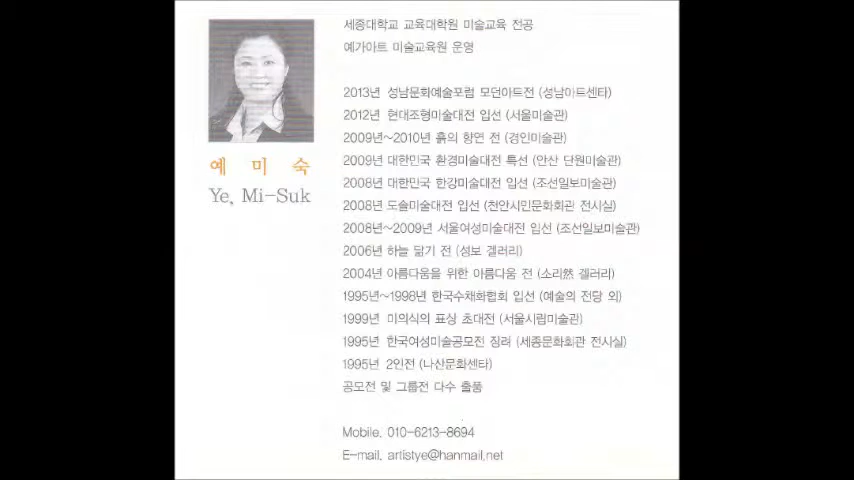 세종대학교 교육대학원 미술교육 전공
예가아트 미술교육원 운영
2013년 성남문화예술포럼 모던아트전 (성남아트센타)
2012년 현대조형미술대전 입선 (서울미술관)
2009년~2010년 흙의 향연 전 (경인미술관)
2009년 대한민국 환경미술대전 특선 (안산 단원미술관)
2008년 대한민국 한강미술대전 입선 (조선일보미술관)
2008년 도솔미술대전 입선 (천안시민문화회관 전시실)
2008년~2009년 서울여성미술대전 입선 (조선일보미술관)
2006년 하늘 닮기 전 (성보 갤러리)
2004년 아름다움을 위한 아름다움 전 (소리然 겔러리)
1995년~1998년 한국수채화협회 입선 (예술의 전당 외)
1999년 미의식의 표상 초대전 (서울시립미술관)
1995년 한국여성미술공모전 장려 (세종문화회관 전시실)
1995년 2인전 (나산문화센타)
공모전 및 그룹전 다수 출품
예 미 숙
Ye, Mi-Suk
Mobile. 010-6213-8694
E-mail. artistye@hanmail.net